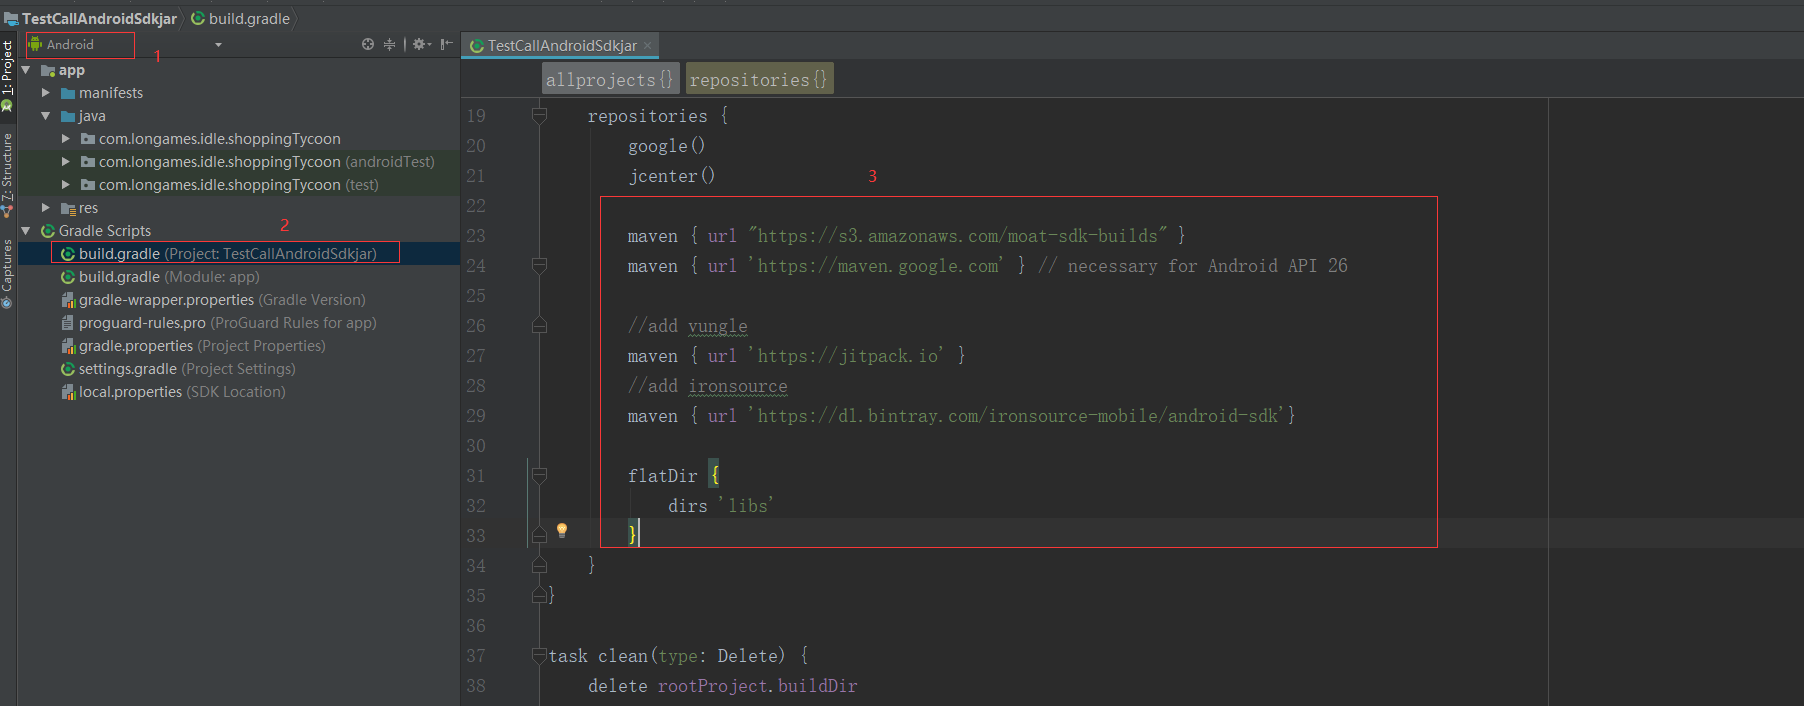 TestCallAndroidSdkjar build.gradle
Android
1
1: Project
7: Structure
Captures
app
manifests
java
com.longames.idle.shoppingTycoon
com.longames.idle.shoppingTycoon (androidTest)
com.longames.idle.shoppingTycoon (test)
res
Gradle Scripts
2
build.gradle (Project: TestCallAndroidSdkjar)
build.gradle (Module: app)
gradle-wrapper.properties (Gradle Version)
proguard-rules.pro (ProGuard Rules for app)
gradle.properties (Project Properties)
settings.gradle (Project Settings)
local.properties (SDK Location)
TestCallAndroidSdkjar ×
allprojects{} repositories{}
19 repositories {
20 google()
21 jcenter()
3
22
23 maven { url "https://s3.amazonaws.com/moat-sdk-builds" }
24 maven { url 'https://maven.google.com' } // necessary for Android API 26
25
26 //add vungle
27 maven { url 'https://jitpack.io' }
28 //add ironsource
29 maven { url 'https://dl.bintray.com/ironsource-mobile/android-sdk'}
30
31 flatDir {
32 dirs 'libs'
33 }
34 }
35 }
36
37 task clean(type: Delete) {
38 delete rootProject.buildDir